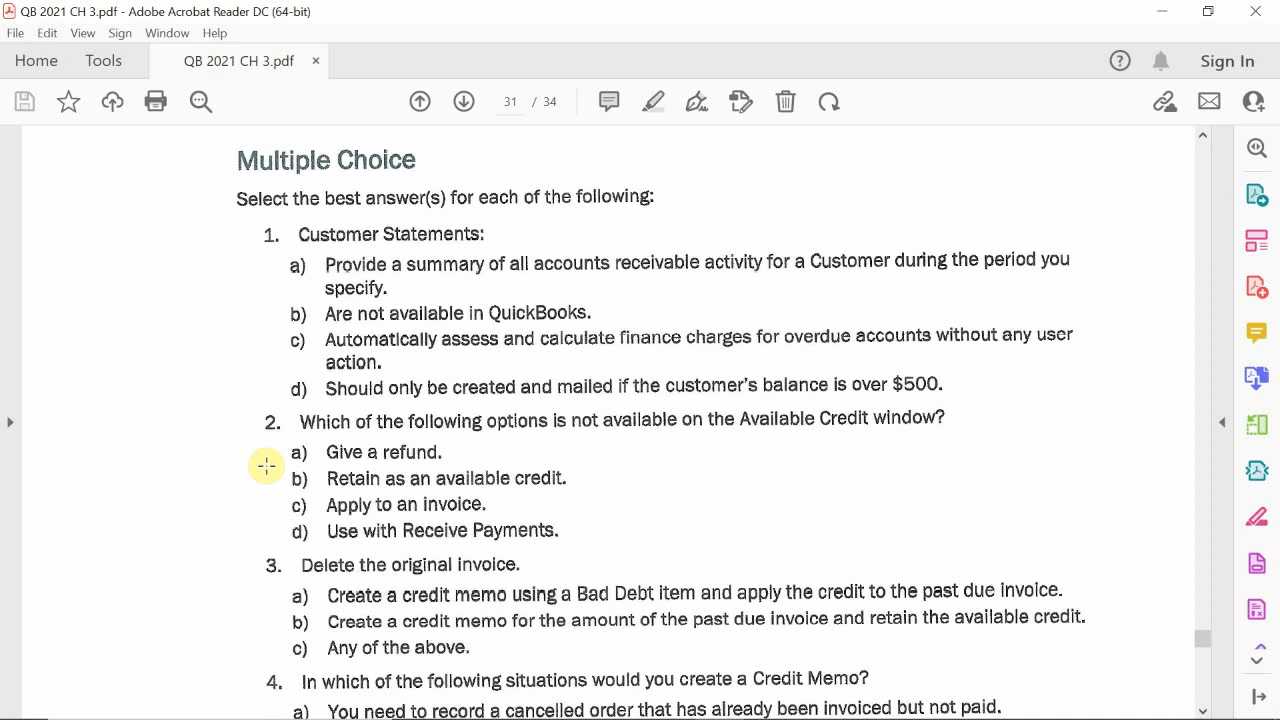 QB 2021 CH 3.pdf - Adobe Acrobat Reader DC (64-bit)
File Edit View Sign Window Help
Home Tools QB 2021 CH 3.pdf × Sign In
31 / 34
Multiple Choice
Select the best answer(s) for each of the following:
1. Customer Statements:
a) Provide a summary of all accounts receivable activity for a Customer during the period you
specify.
b) Are not available in QuickBooks.
c) Automatically assess and calculate finance charges for overdue accounts without any user
action.
d) Should only be created and mailed if the customer's balance is over $500.
2. Which of the following options is not available on the Available Credit window?
a) Give a refund.
b) Retain as an available credit.
c) Apply to an invoice.
d) Use with Receive Payments.
3. Delete the original invoice.
a) Create a credit memo using a Bad Debt item and apply the credit to the past due invoice.
b) Create a credit memo for the amount of the past due invoice and retain the available credit.
c) Any of the above.
4. In which of the following situations would you create a Credit Memo?
a) You need to record a cancelled order that has already been invoiced but not paid.